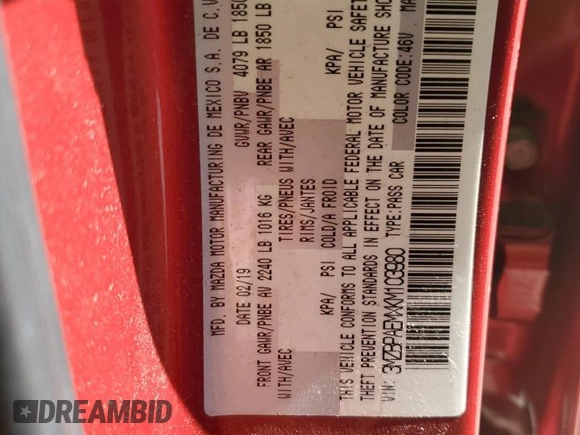 MFD. BY MAZDA MOTOR MANUFACTURING DE MEXICO S.A. DE C.V
DATE 02/19 GVWR/PNBV 4079 LB 1850
FRONT GAWR/PNBE AV 2240 LB 1016 KG REAR GAWR/PNBE AR 1850 LB
WITH/AVEC TIRES/PNEUS WITH/AVEC
RIMS/JANTES
KPA/ PSI COLD/A FROID KPA/ PSI
THIS VEHICLE CONFORMS TO ALL APPLICABLE FEDERAL MOTOR VEHICLE SAFET
THEFT PREVENTION STANDARDS IN EFFECT ON THE DATE OF MANUFACTURE SHO
VIN: 3MZBPAEMXKM103980 TYPE:PASS CAR
COLOR CODE:46V MA
DREAMBID